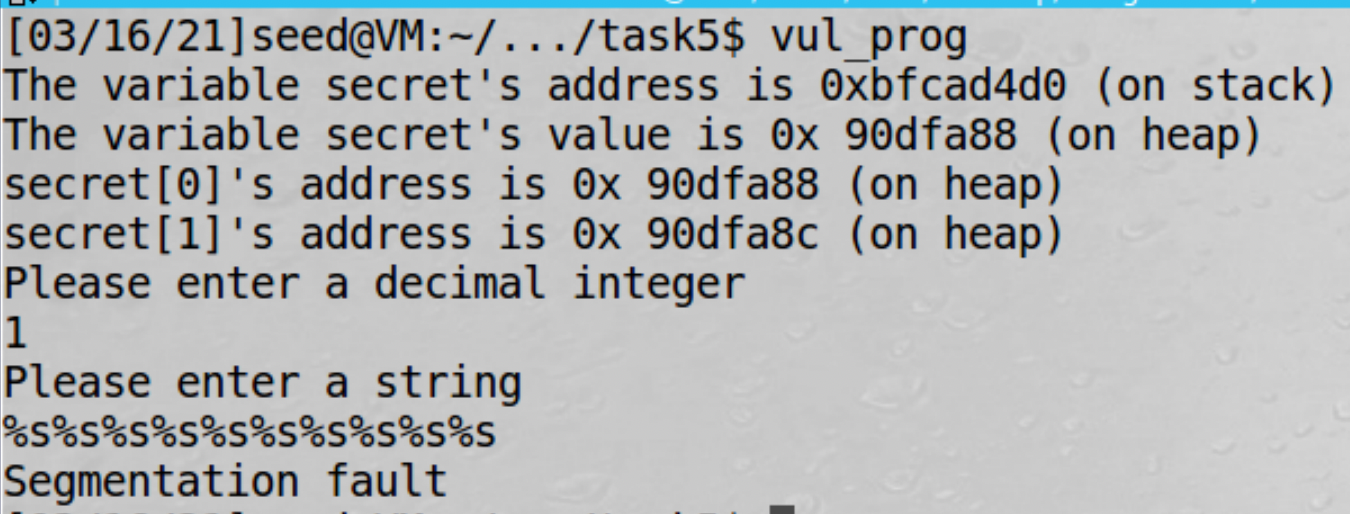 [03/16/21]seed@VM:~/.../task5$ vul_prog
The variable secret's address is 0xbfcad4d0 (on stack)
The variable secret's value is 0x 90dfa88 (on heap)
secret[0]'s address is 0x 90dfa88 (on heap)
secret[1]'s address is 0x 90dfa8c (on heap)
Please enter a decimal integer
1
Please enter a string
%s%s%s%s%s%s%s%s%s%s
Segmentation fault